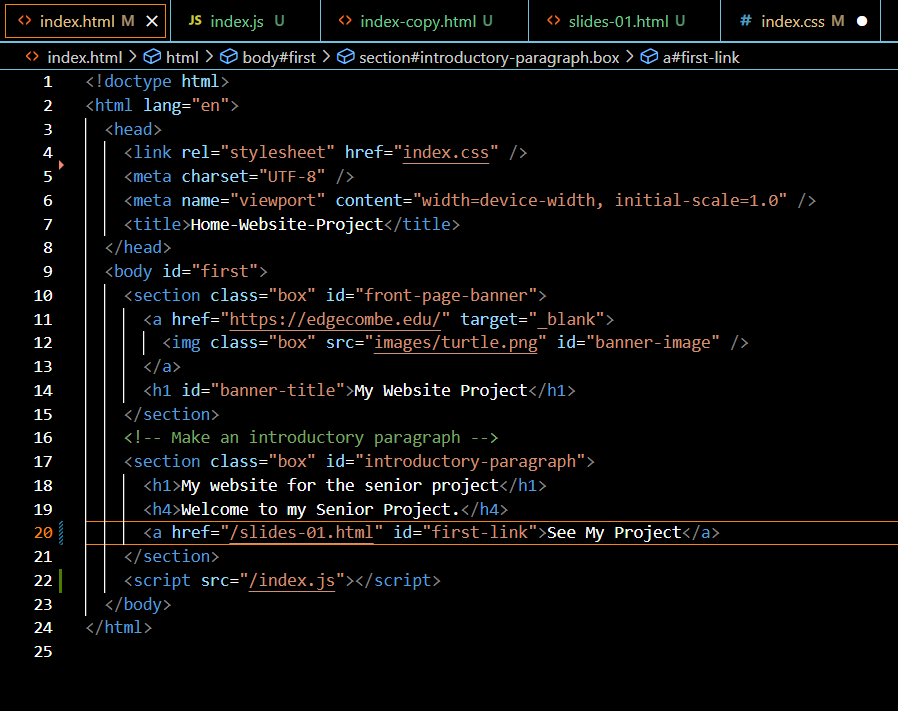 index.html M
JS index.js U
index-copy.html U
slides-01.html U
# index.css M
index.html > html > body#first > section#introductory-paragraph.box > a#first-link
1 <!doctype html>
2 <html lang="en">
3 <head>
4 <link rel="stylesheet" href="index.css" />
5 <meta charset="UTF-8" />
6 <meta name="viewport" content="width=device-width, initial-scale=1.0" />
7 <title>Home-Website-Project</title>
8 </head>
9 <body id="first">
10 <section class="box" id="front-page-banner">
11 <a href="https://edgecombe.edu/" target="_blank">
12 <img class="box" src="images/turtle.png" id="banner-image" />
13 </a>
14 <h1 id="banner-title">My Website Project</h1>
15 </section>
16 <!-- Make an introductory paragraph -->
17 <section class="box" id="introductory-paragraph">
18 <h1>My website for the senior project</h1>
19 <h4>Welcome to my Senior Project.</h4>
20 <a href="/slides-01.html" id="first-link">See My Project</a>
21 </section>
22 <script src="/index.js"></script>
23 </body>
24 </html>
25